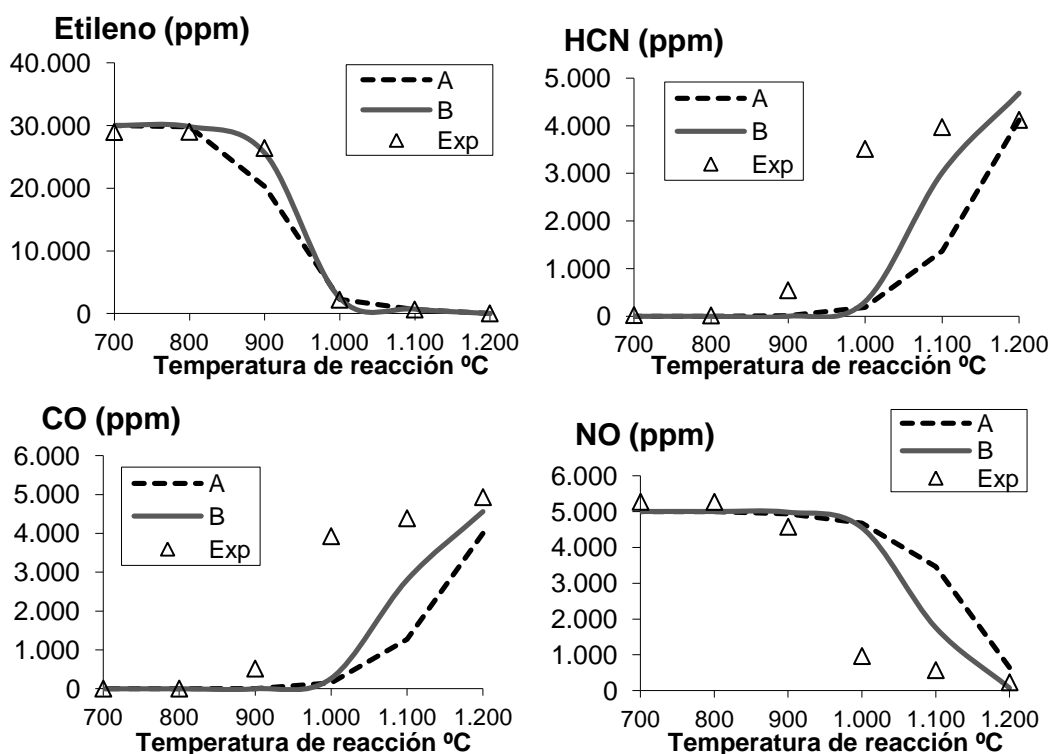 Etileno (ppm)
40.000
30.000
20.000
10.000
0
A
B
Exp
700 800 900 1.000 1.100 1.200
Temperatura de reacción ºC
HCN (ppm)
5.000
4.000
3.000
2.000
1.000
0
A
B
Exp
700 800 900 1.000 1.100 1.200
Temperatura de reacción ºC
CO (ppm)
6.000
5.000
4.000
3.000
2.000
1.000
0
A
B
Exp
700 800 900 1.000 1.100 1.200
Temperatura de reacción ºC
NO (ppm)
6.000
5.000
4.000
3.000
2.000
1.000
0
A
B
Exp
700 800 900 1.000 1.100 1.200
Temperatura de reacción ºC